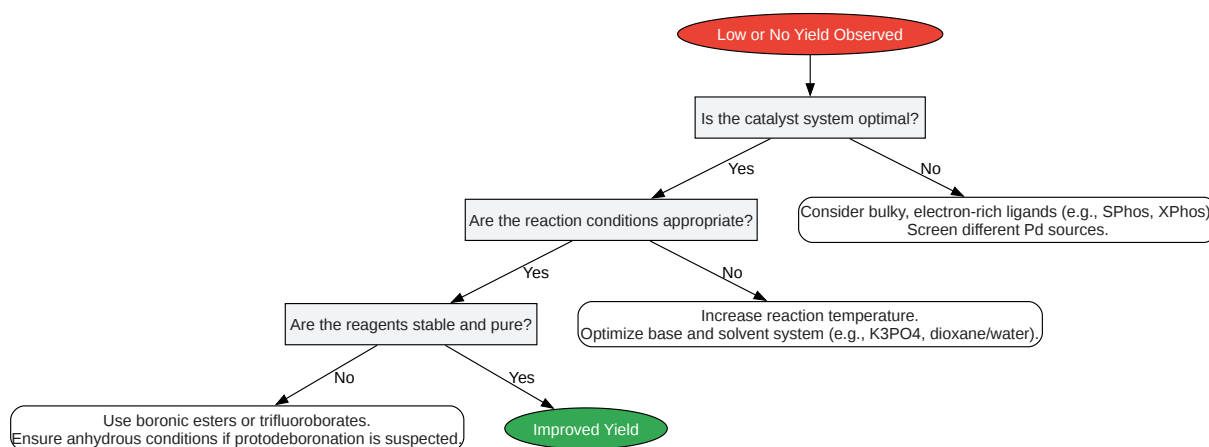 Low or No Yield Observed
Is the catalyst system optimal?
Yes
No
Are the reaction conditions appropriate?
Consider bulky, electron-rich ligands (e.g., SPhos, XPhos).
Screen different Pd sources.
Yes
No
Are the reagents stable and pure?
Increase reaction temperature.
Optimize base and solvent system (e.g., K3PO4, dioxane/water).
No
Yes
Use boronic esters or trifluoroborates.
Ensure anhydrous conditions if protodeboronation is suspected.
Improved Yield